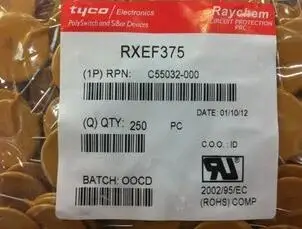 tyco / Electronics
PolySwitch and SiBar Devices
Raychem
CIRCUIT PROTECTION
RXEF375
(1P) RPN: C55032-000
DATE: 01/10/12
(Q) QTY: 250 PC
C.O.O.: ID
BATCH: OOCD
2002/95/EC
(ROHS) COMP